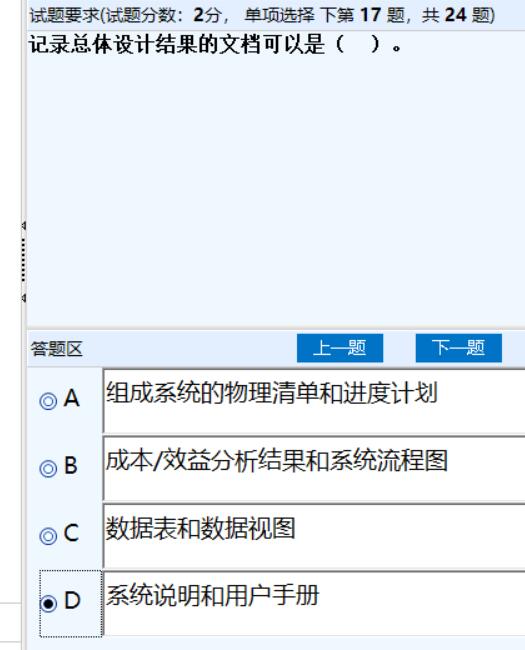 试题要求(试题分数：2分， 单项选择 下第 17 题，共 24 题)
记录总体设计结果的文档可以是（ ）。
答题区
上一题
下一题
A 组成系统的物理清单和进度计划
B 成本/效益分析结果和系统流程图
C 数据表和数据视图
D 系统说明和用户手册